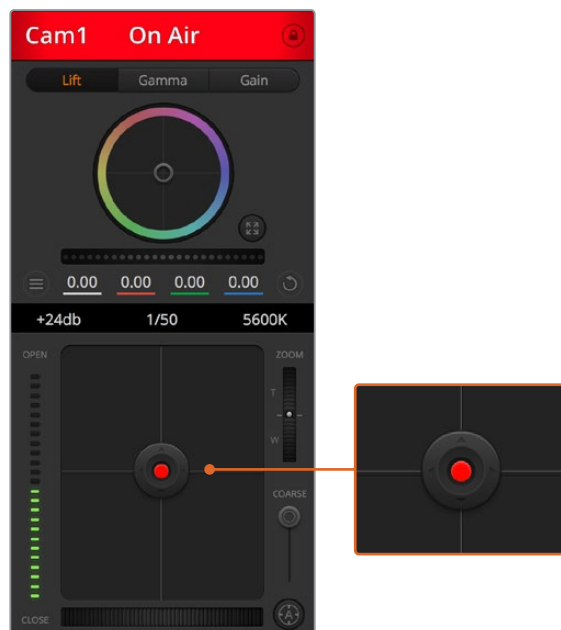 Cam1 On Air
Lift Gamma Gain
0.00 0.00 0.00 0.00
+24db 1/50 5600K
OPEN ZOOM
T
W
COARSE
A
CLOSE